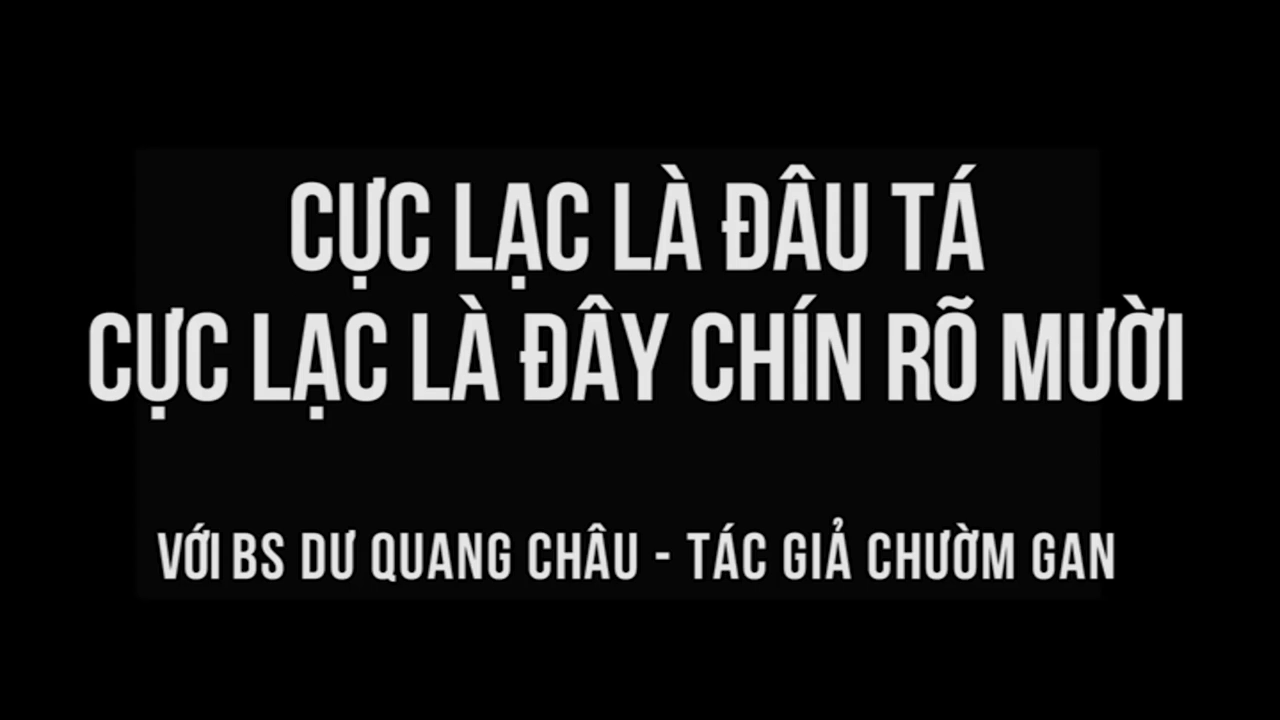 CỰC LẠC LÀ ĐÂU TÁ
CỰC LẠC LÀ ĐÂY CHÍN RÕ MƯỜI
VỚI BS DƯ QUANG CHÂU - TÁC GIẢ CHƯỜM GAN